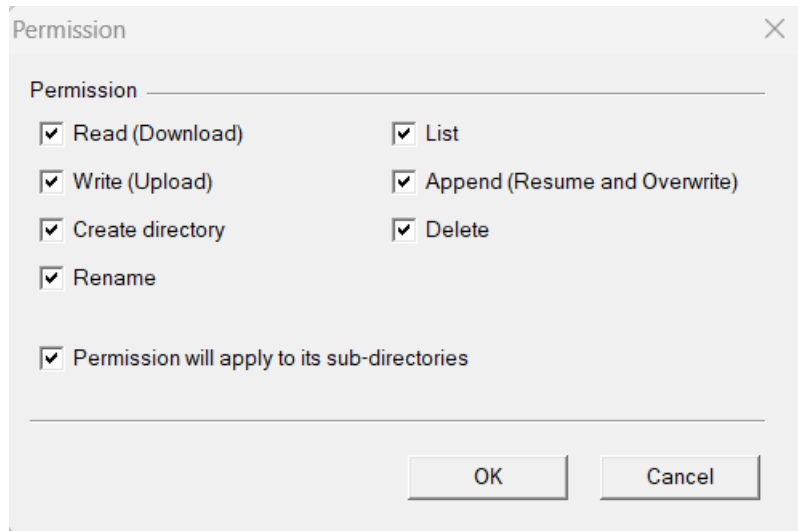 Permission
Permission
Read (Download)
List
Write (Upload)
Append (Resume and Overwrite)
Create directory
Delete
Rename
Permission will apply to its sub-directories
OK
Cancel